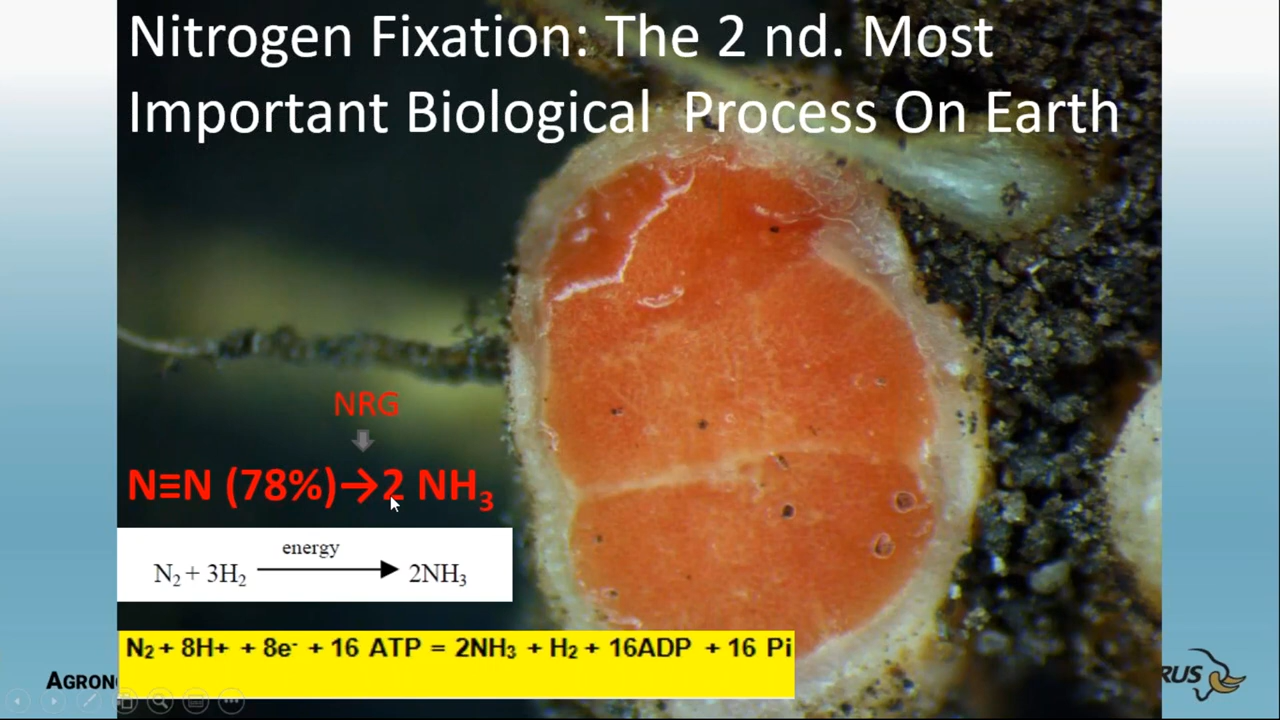 Nitrogen Fixation: The 2 nd. Most
Important Biological Process On Earth
NRG
N≡N (78%)→2 NH₃
energy
N₂ + 3H₂ ⟶ 2NH₃
N₂ + 8H+ + 8e⁻ + 16 ATP = 2NH₃ + H₂ + 16ADP + 16 Pi